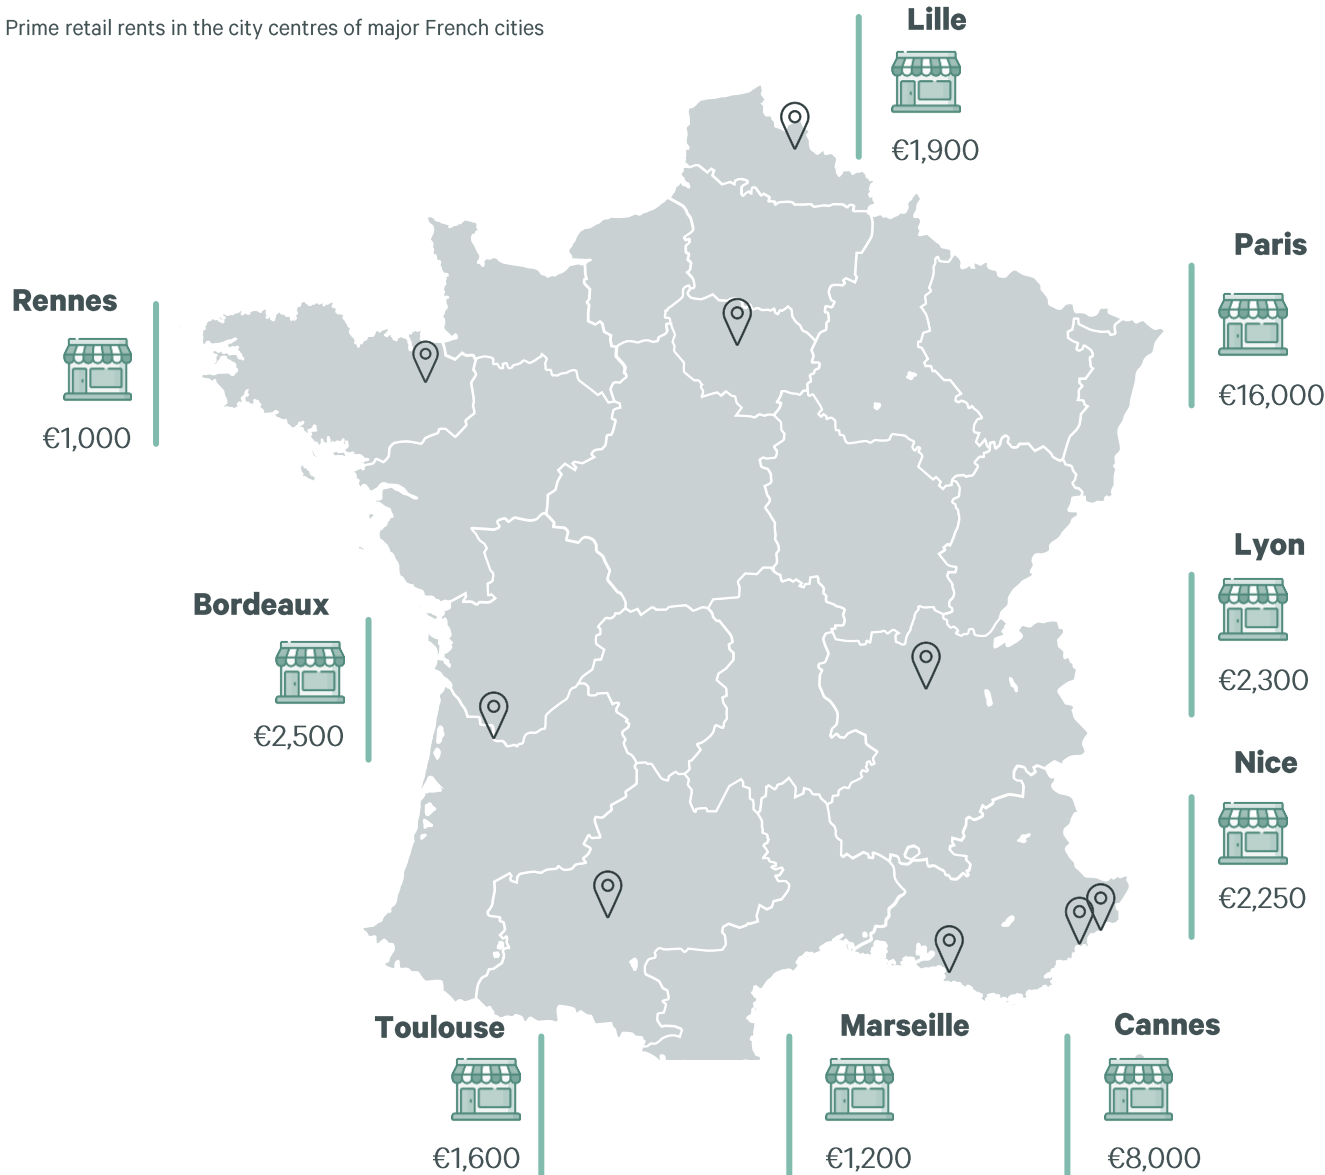 Prime retail rents in the city centres of major French cities
Lille
€1,900
Paris
€16,000
Rennes
€1,000
Lyon
€2,300
Bordeaux
€2,500
Nice
€2,250
Toulouse
€1,600
Marseille
€1,200
Cannes
€8,000